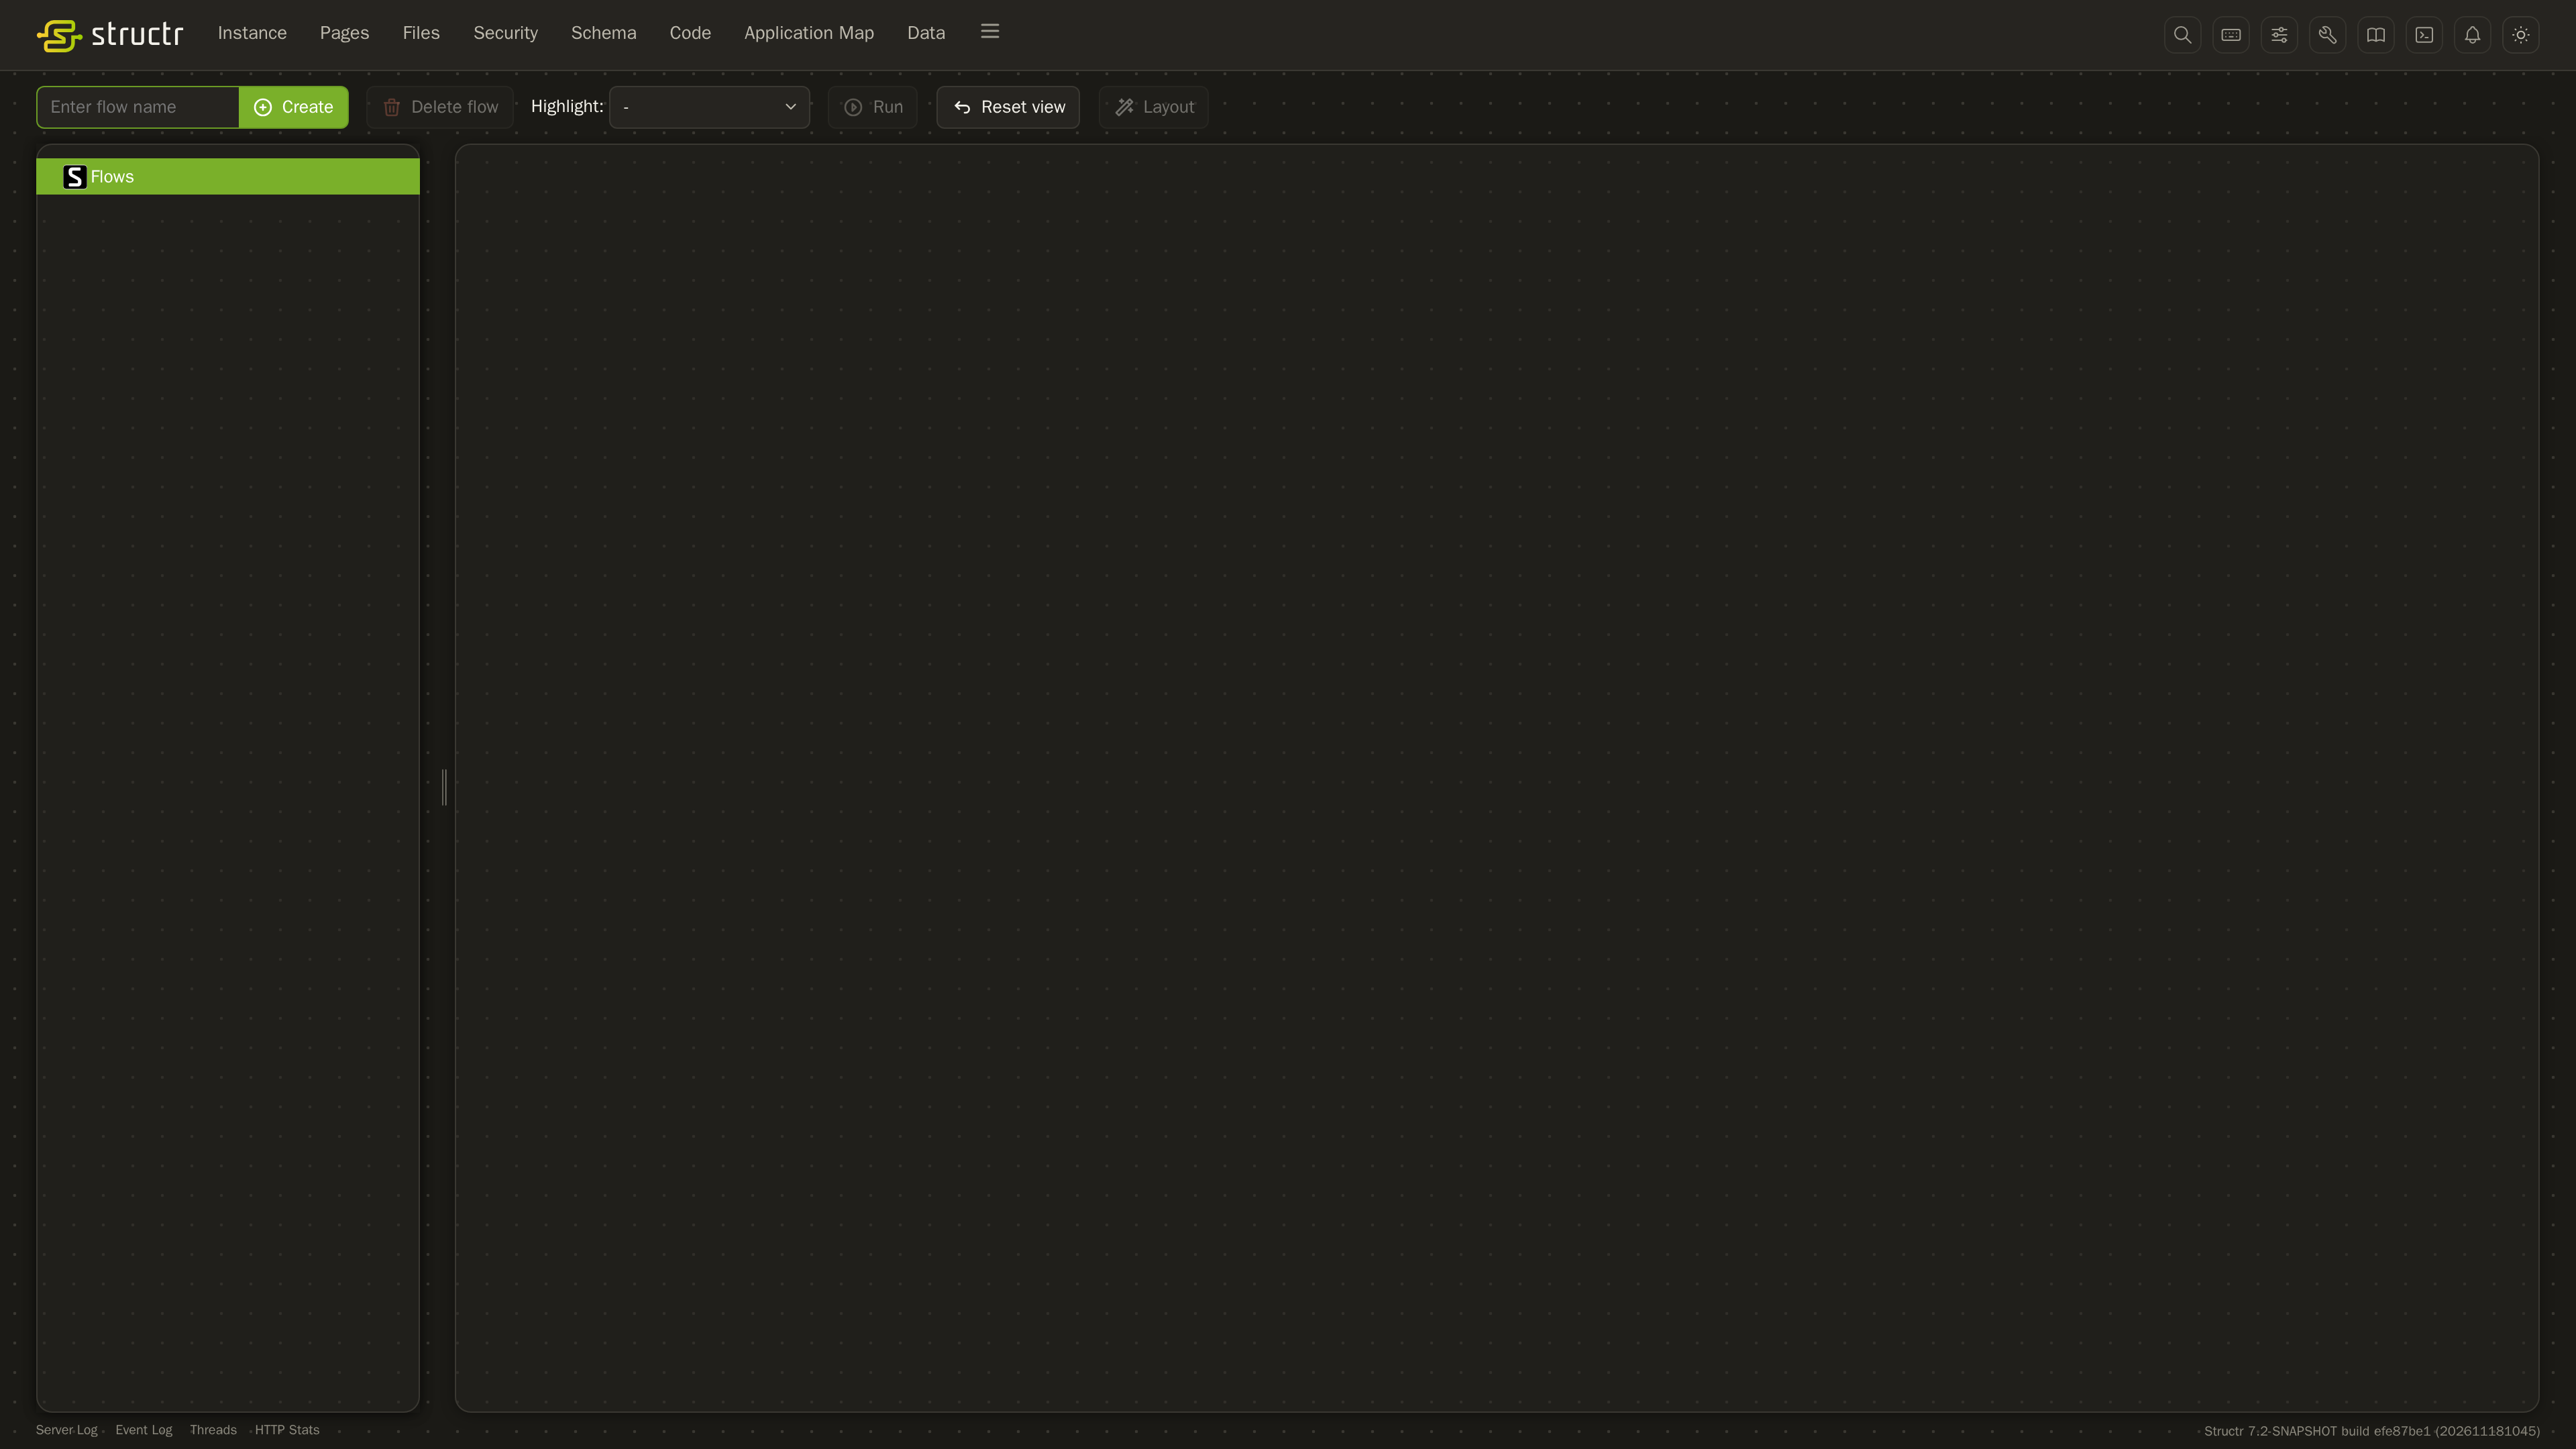 structr Instance Pages Files Security Schema Code Application Map Data
Enter flow name Create Delete flow Highlight: - Run Reset view Layout
S Flows
Server Log Event Log Threads HTTP Stats Structr 7.2-SNAPSHOT build efe87be1 (202611181045)